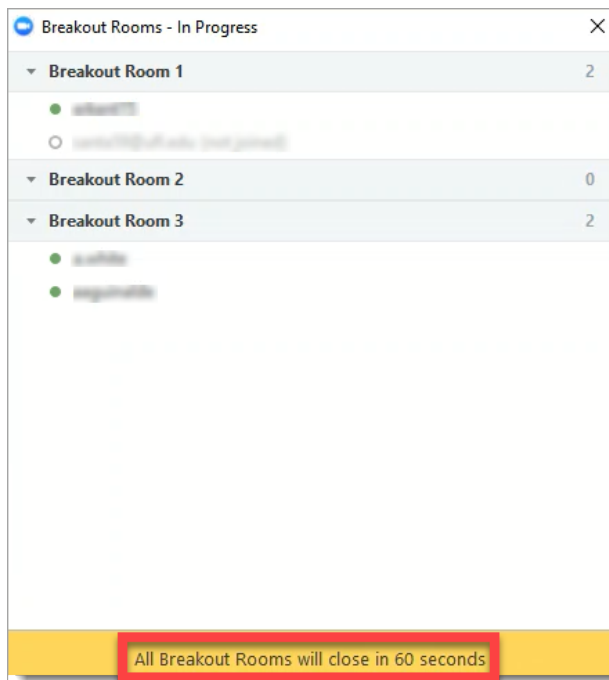 Breakout Rooms - In Progress
Breakout Room 1 2
Breakout Room 2 0
Breakout Room 3 2
All Breakout Rooms will close in 60 seconds